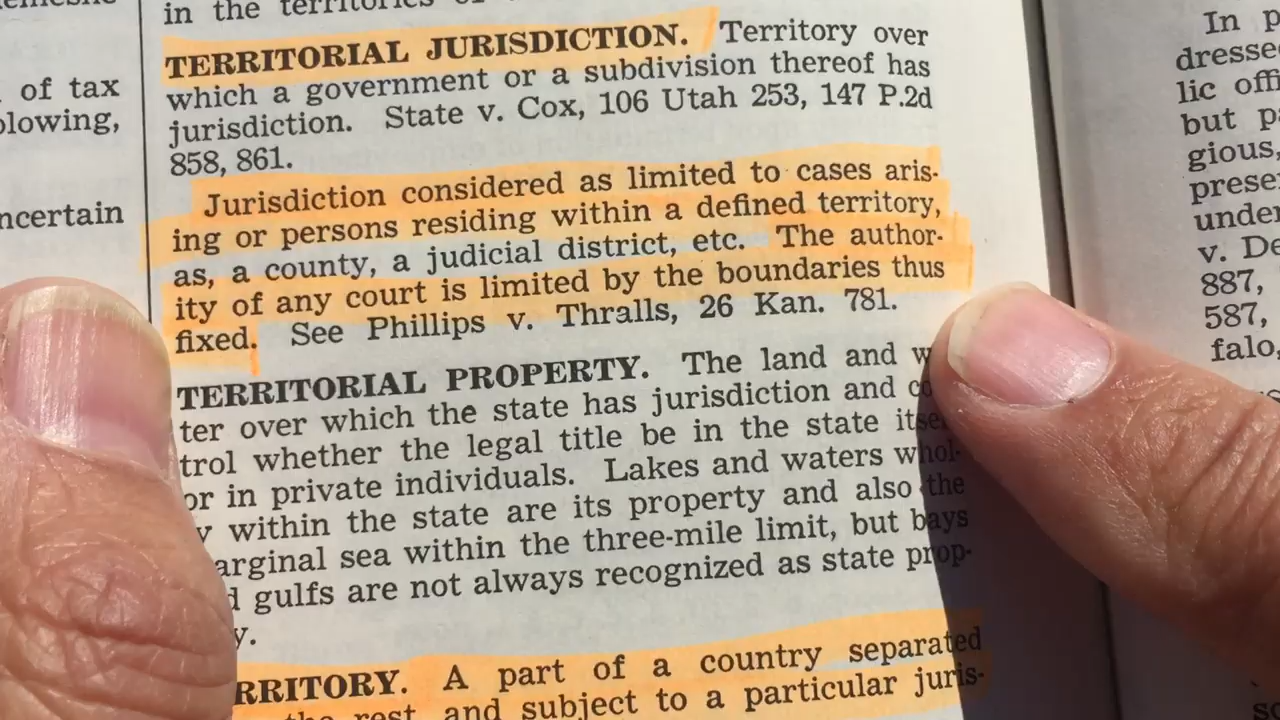 of tax
lowing,
ncertain
in the territories of
TERRITORIAL JURISDICTION. Territory over
which a government or a subdivision thereof has
jurisdiction. State v. Cox, 106 Utah 253, 147 P.2d
858, 861.
Jurisdiction considered as limited to cases aris-
ing or persons residing within a defined territory,
as, a county, a judicial district, etc. The author-
ity of any court is limited by the boundaries thus
fixed. See Phillips v. Thralls, 26 Kan. 781.
TERRITORIAL PROPERTY. The land and w
ter over which the state has jurisdiction and co
trol whether the legal title be in the state itse
or in private individuals. Lakes and waters whol-
y within the state are its property and also the
arginal sea within the three-mile limit, but bays
d gulfs are not always recognized as state prop-
y.
RRITORY. A part of a country separated
the rest, and subject to a particular juris-
In p
dresse
lic offi
but pa
gious,
prese
under
v. De
887,
587,
falo,